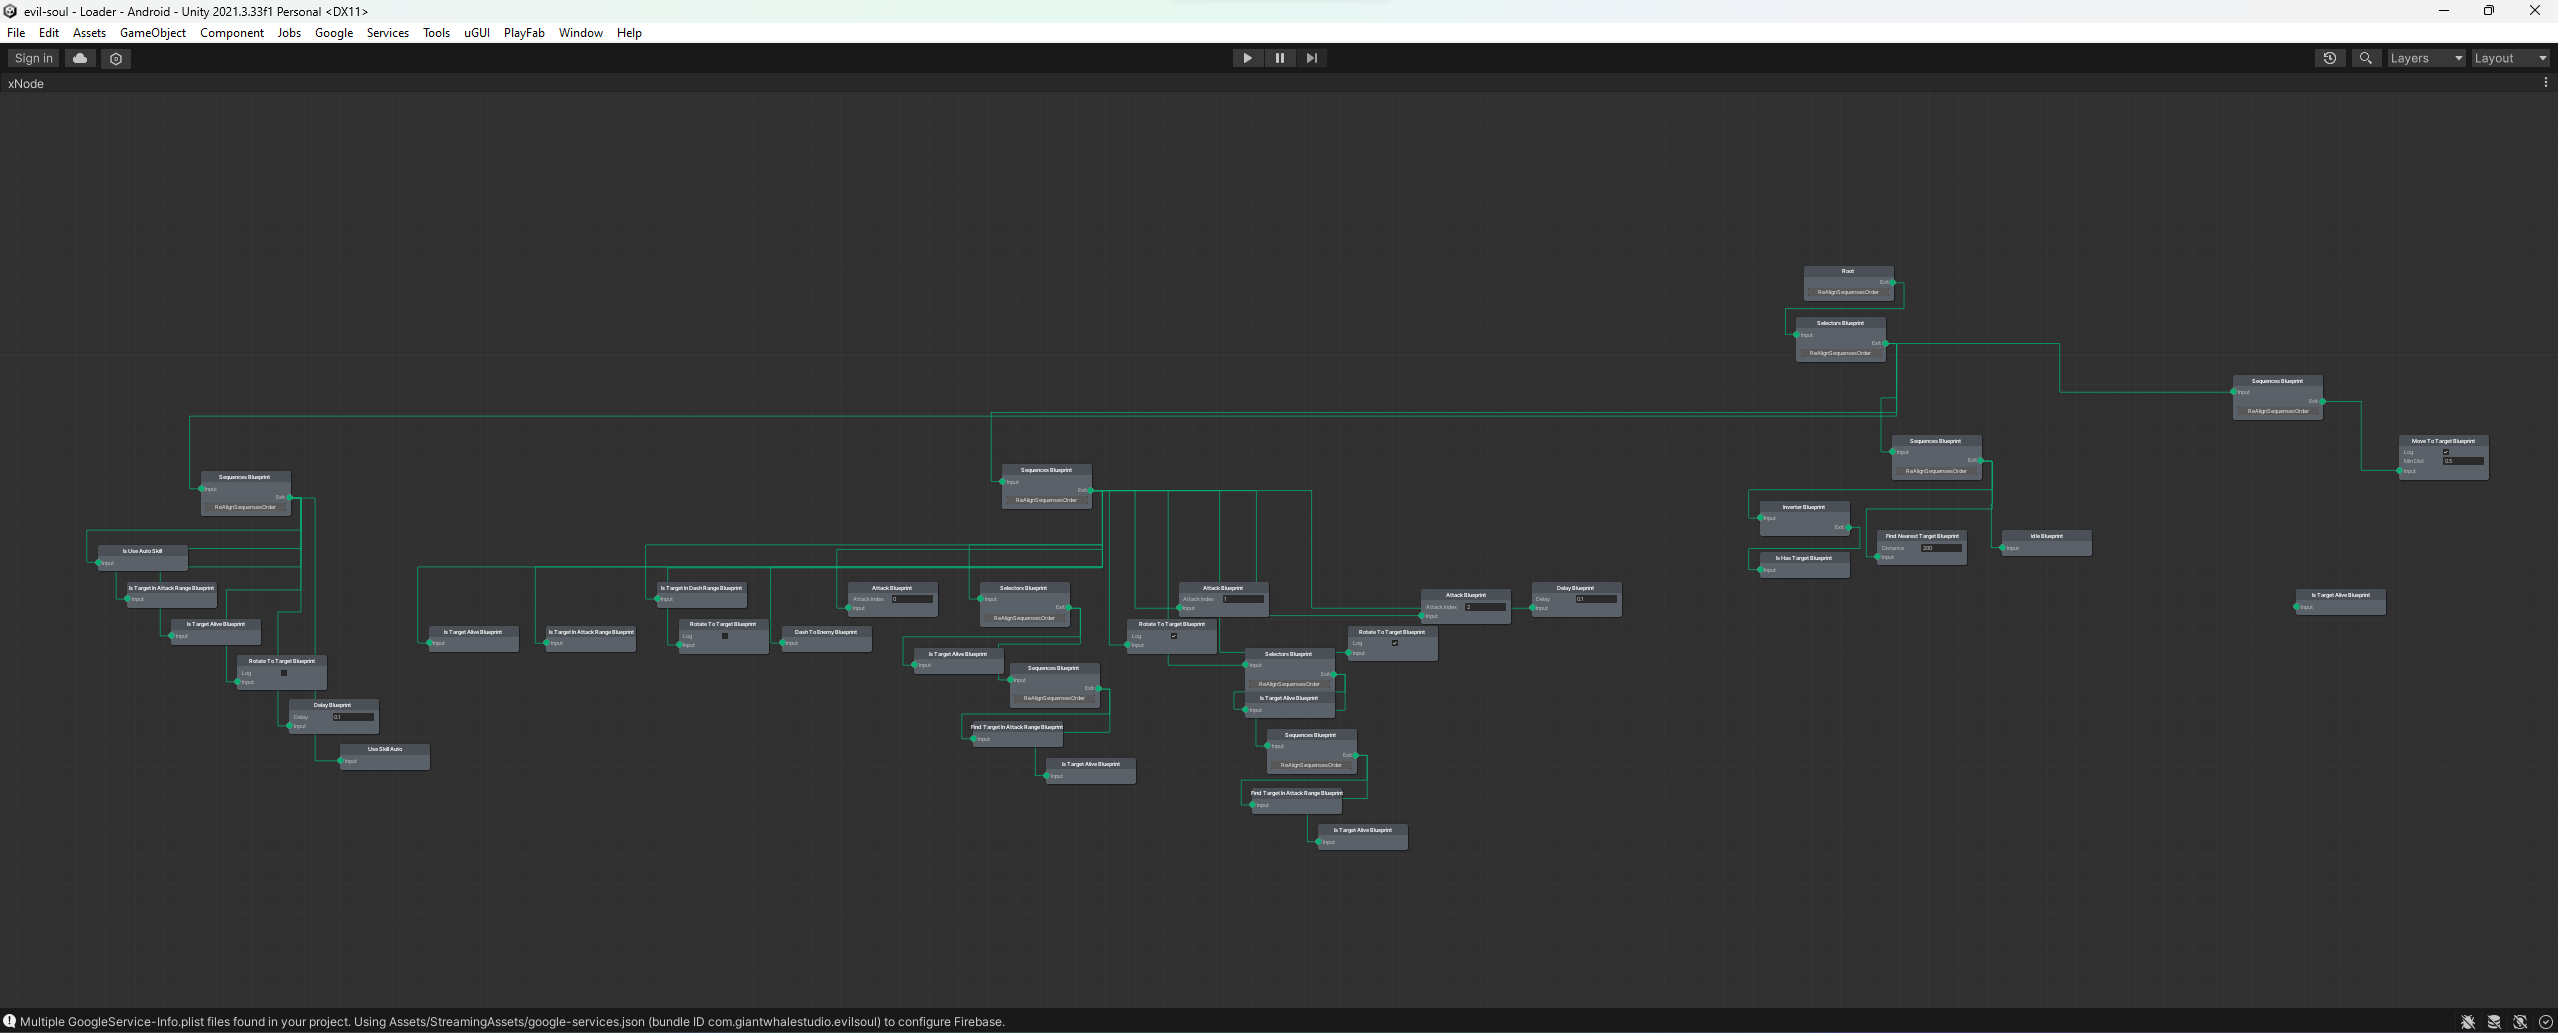 evil-soul - Loader - Android - Unity 2021.3.33f1 Personal <DX11>
File Edit Assets GameObject Component Jobs Google Services Tools uGUI PlayFab Window Help
Sign in
Layers
Layout
xNode
Root
Exit
ReAlignSequensesOrder
Selectors Blueprint
Input
Exit
ReAlignSequensesOrder
Sequences Blueprint
Input
Exit
ReAlignSequensesOrder
Move To Target Blueprint
Log
Min Dist 0.5
Input
Sequences Blueprint
Input
Exit
ReAlignSequensesOrder
Sequences Blueprint
Input
Exit
ReAlignSequensesOrder
Sequences Blueprint
Input
Exit
ReAlignSequensesOrder
Inverter Blueprint
Input
Exit
Is Has Target Blueprint
Input
Find Nearest Target Blueprint
Distance 200
Input
Idle Blueprint
Input
Is Target Alive Blueprint
Input
Is Use Auto Skill
Input
Is Target In Attack Range Blueprint
Input
Is Target Alive Blueprint
Input
Rotate To Target Blueprint
Log
Input
Delay Blueprint
Delay 0.1
Input
Use Skill Auto
Input
Is Target Alive Blueprint
Input
Is Target In Attack Range Blueprint
Input
Is Target In Dash Range Blueprint
Input
Rotate To Target Blueprint
Log
Input
Dash To Enemy Blueprint
Input
Attack Blueprint
Attack Index 0
Input
Selectors Blueprint
Input
Exit
ReAlignSequensesOrder
Is Target Alive Blueprint
Input
Sequences Blueprint
Input
Exit
ReAlignSequensesOrder
Find Target In Attack Range Blueprint
Input
Is Target Alive Blueprint
Input
Attack Blueprint
Attack Index 1
Input
Rotate To Target Blueprint
Log
Input
Selectors Blueprint
Input
Exit
ReAlignSequensesOrder
Is Target Alive Blueprint
Input
Sequences Blueprint
Input
Exit
ReAlignSequensesOrder
Find Target In Attack Range Blueprint
Input
Is Target Alive Blueprint
Input
Rotate To Target Blueprint
Log
Input
Attack Blueprint
Attack Index 2
Input
Delay Blueprint
Delay 0.1
Input
Multiple GoogleService-Info.plist files found in your project. Using Assets/StreamingAssets/google-services.json (bundle ID com.giantwhalestudio.evilsoul) to configure Firebase.